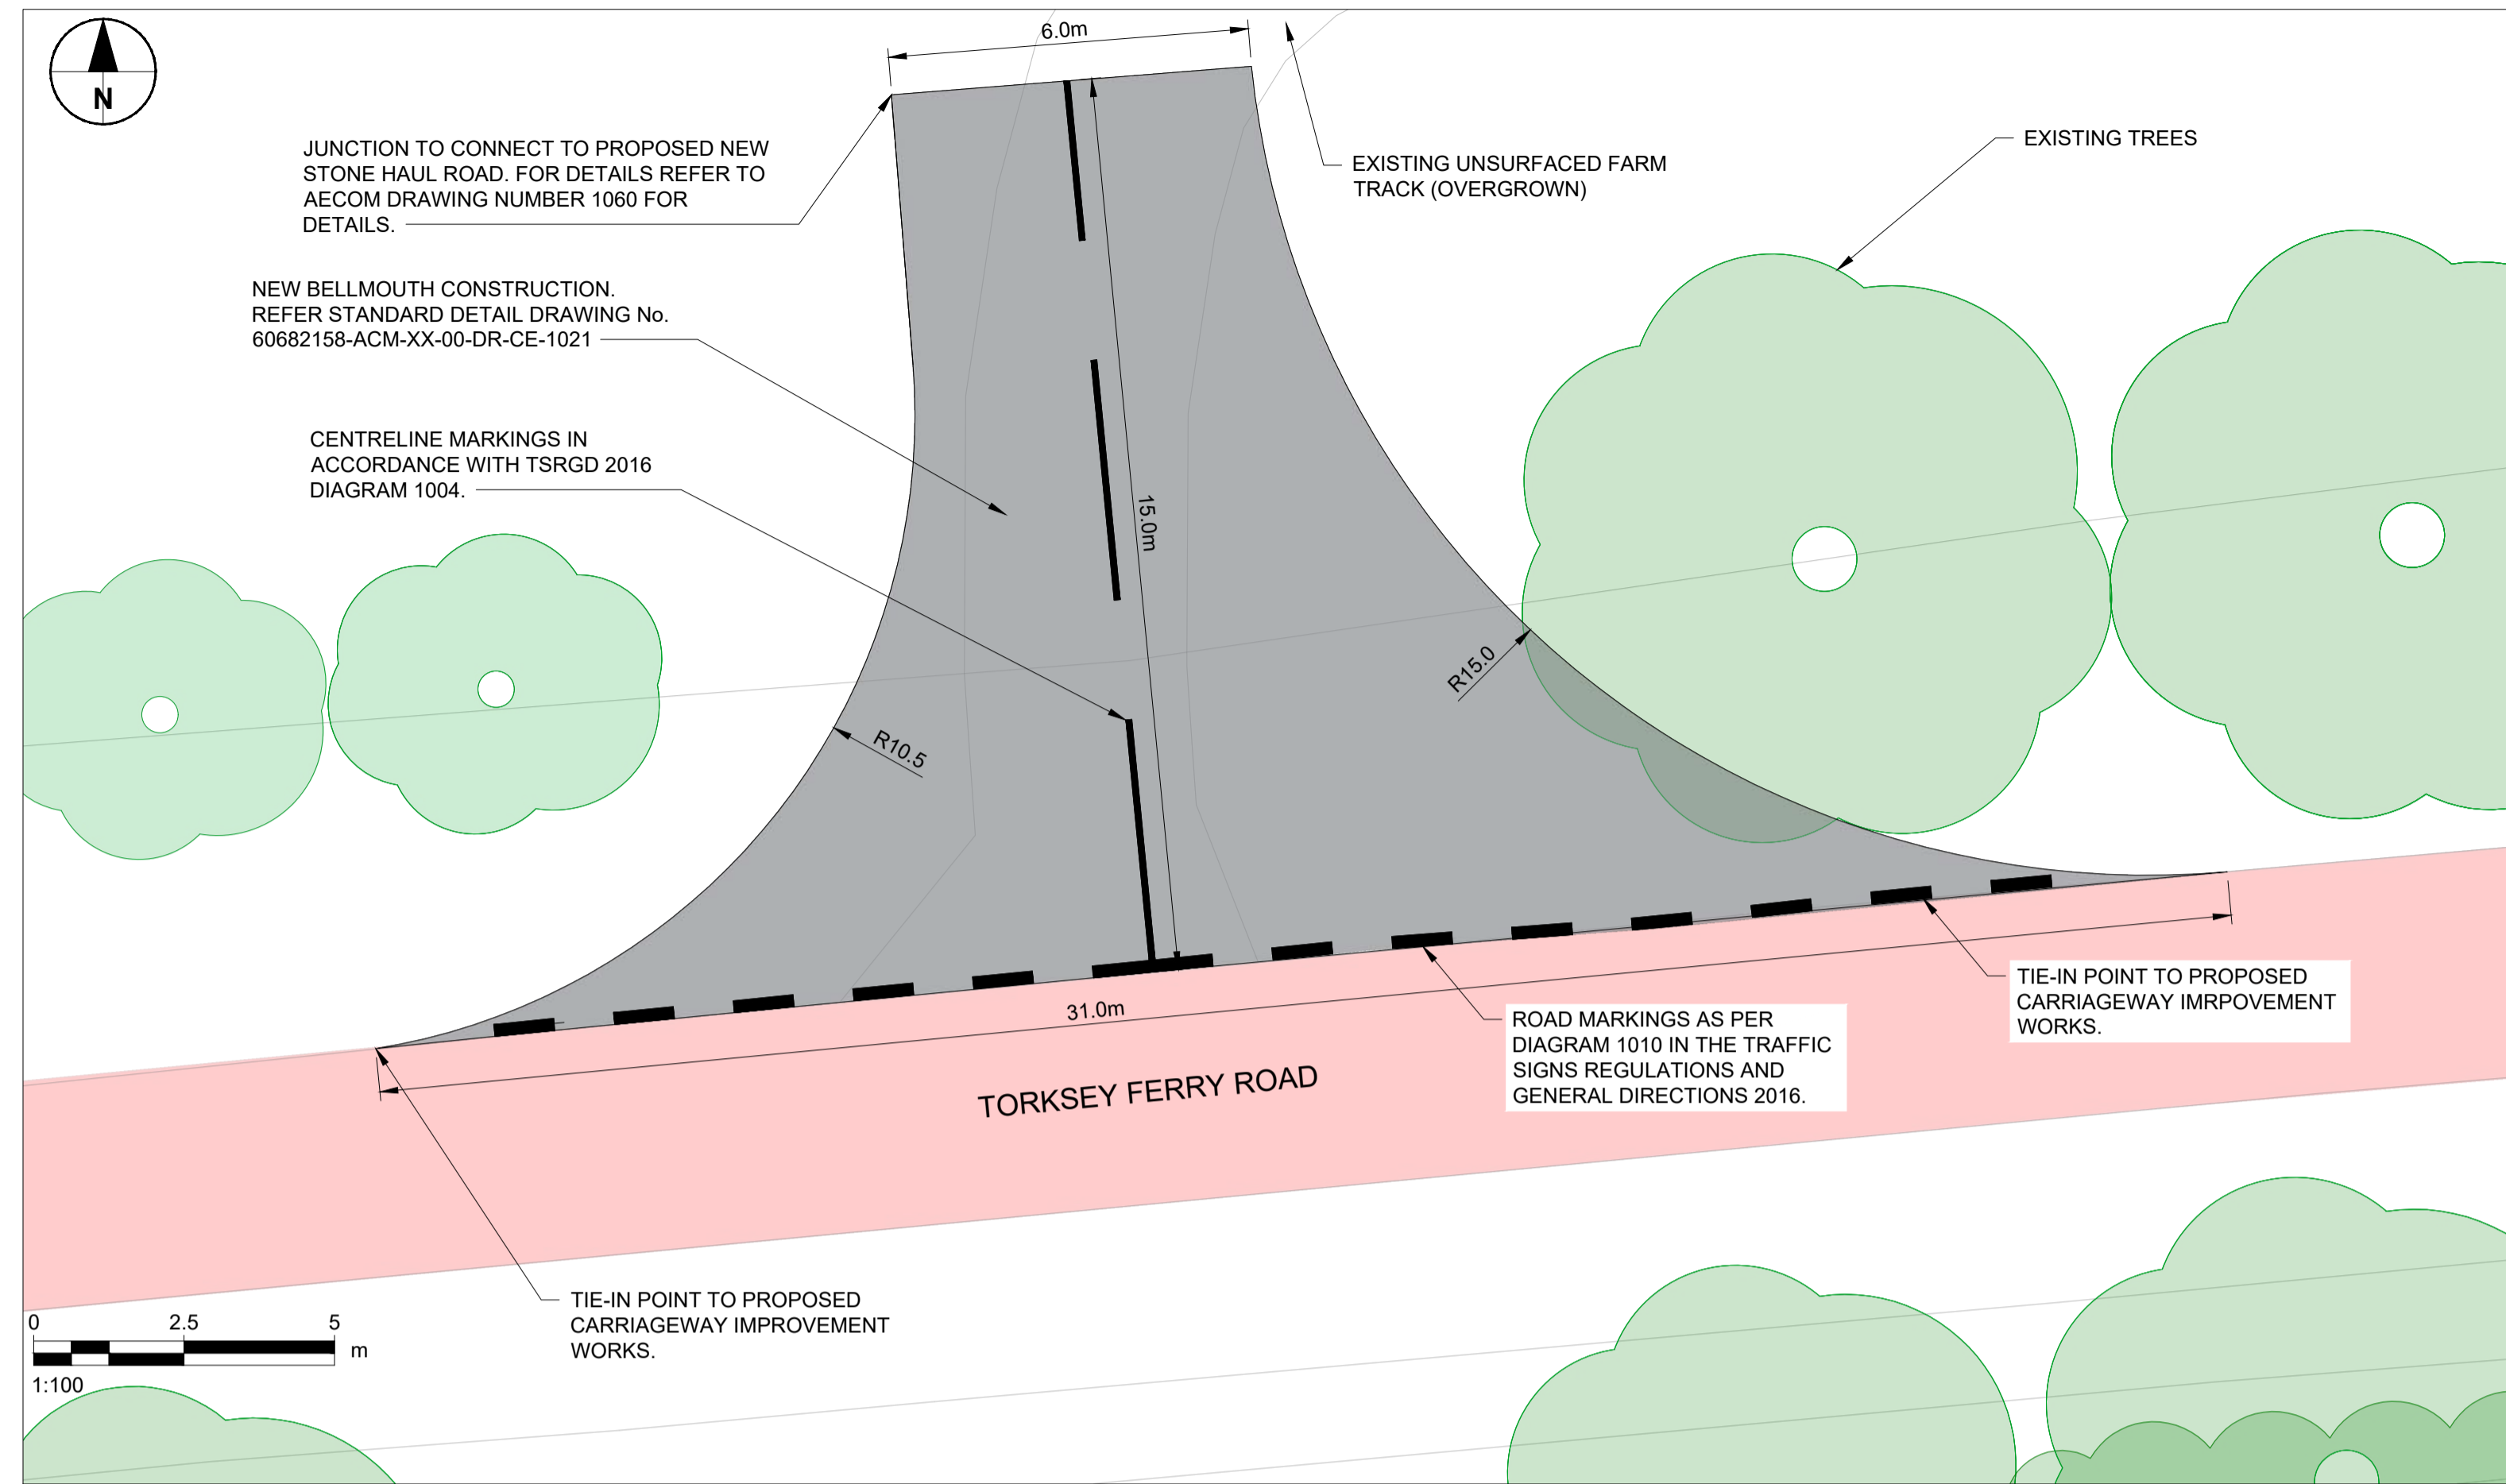 6.0m
N
JUNCTION TO CONNECT TO PROPOSED NEW
STONE HAUL ROAD. FOR DETAILS REFER TO
AECOM DRAWING NUMBER 1060 FOR
DETAILS.
EXISTING UNSURFACED FARM
TRACK (OVERGROWN)
EXISTING TREES
NEW BELLMOUTH CONSTRUCTION.
REFER STANDARD DETAIL DRAWING No.
60682158-ACM-XX-00-DR-CE-1021
CENTRELINE MARKINGS IN
ACCORDANCE WITH TSRGD 2016
DIAGRAM 1004.
15.0m
R15.0
R10.5
31.0m
TORKSEY FERRY ROAD
ROAD MARKINGS AS PER
DIAGRAM 1010 IN THE TRAFFIC
SIGNS REGULATIONS AND
GENERAL DIRECTIONS 2016.
TIE-IN POINT TO PROPOSED
CARRIAGEWAY IMRPOVEMENT
WORKS.
TIE-IN POINT TO PROPOSED
CARRIAGEWAY IMPROVEMENT
WORKS.
0 2.5 5
m
1:100